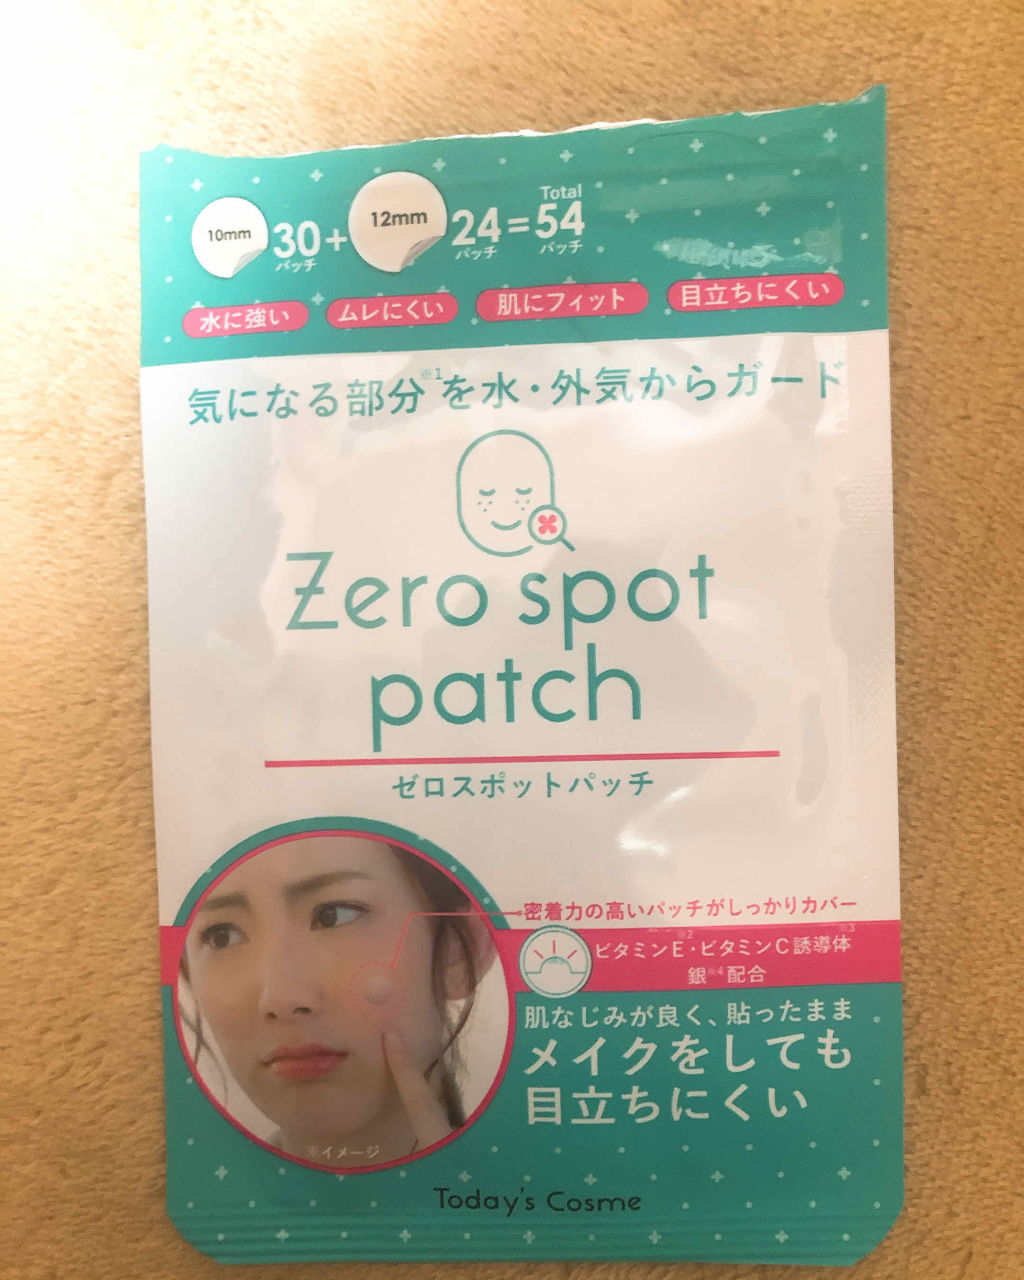 10mm 30パッチ + 12mm 24パッチ = Total 54パッチ
水に強い ムレにくい 肌にフィット 目立ちにくい
気になる部分※1を水・外気からガード
Zero spot
patch
ゼロスポットパッチ
密着力の高いパッチがしっかりカバー
ビタミンE※2・ビタミンC誘導体※3
銀※4配合
肌なじみが良く、貼ったまま
メイクをしても
目立ちにくい
※イメージ
Today's Cosme